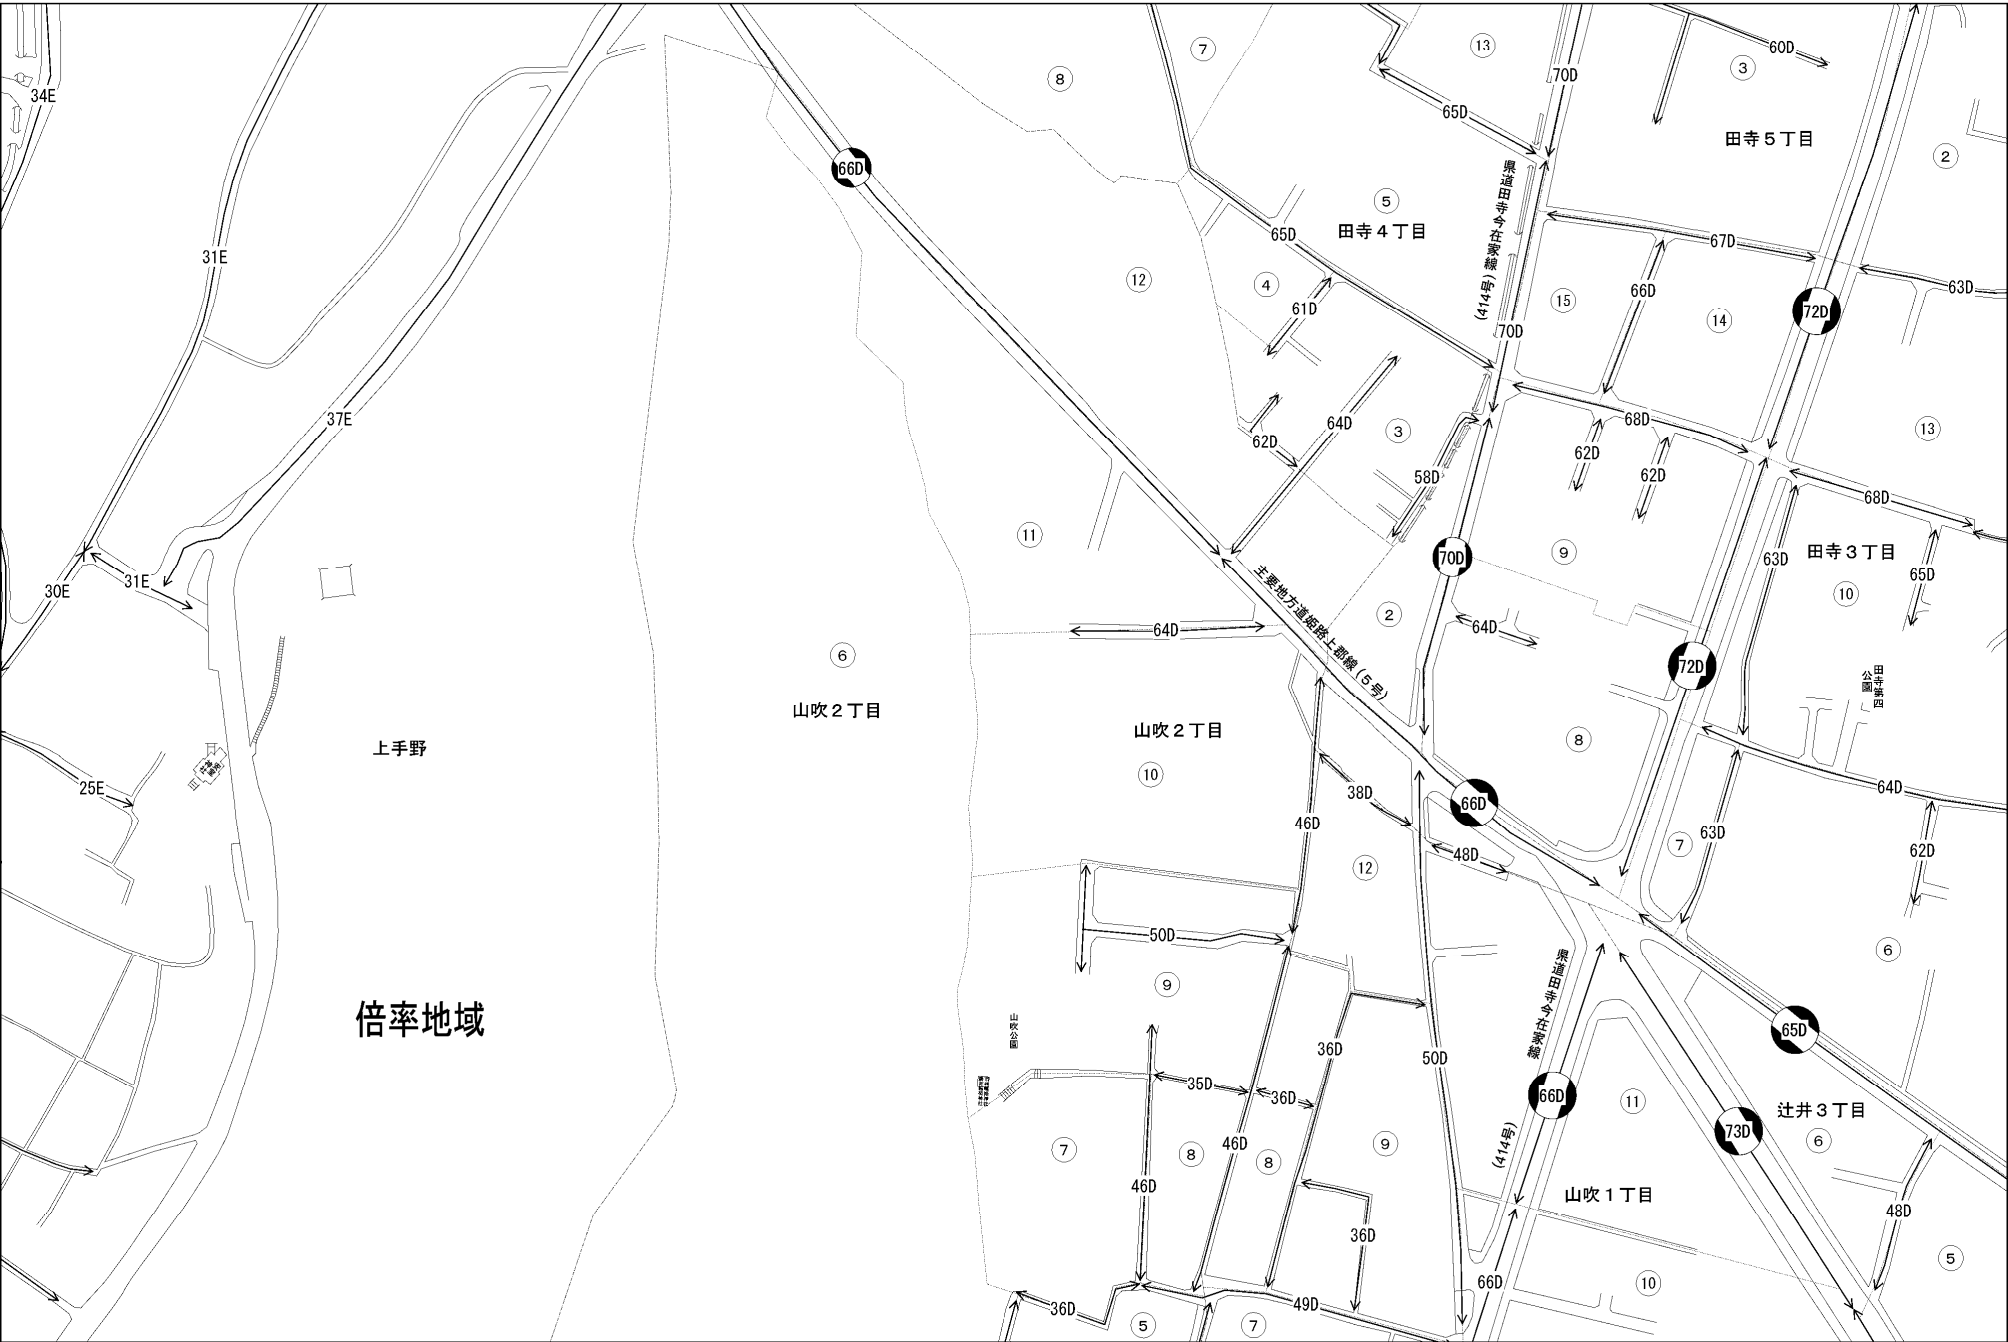 34E
31E
37E
31E
30E
25E
上手野
倍率地域
66D
8
7
13
70D
65D
60D
3
田寺５丁目
2
5
田寺４丁目
65D
県道田寺今在家線
(414号)
67D
63D
12
4
61D
15
66D
14
72D
70D
64D
62D
3
58D
68D
62D
62D
13
68D
11
70D
9
63D
田寺３丁目
65D
10
主要地方道姫路上郡線（５号）
2
64D
64D
72D
田寺第四
公園
6
山吹２丁目
山吹２丁目
10
8
38D
46D
66D
64D
63D
7
62D
48D
12
50D
6
9
県道田寺今在家線
(414号)
65D
山吹公園
36D
50D
35D
36D
66D
11
辻井３丁目
73D
6
7
8
46D
8
9
46D
山吹１丁目
48D
36D
5
66D
10
36D
49D
5
7